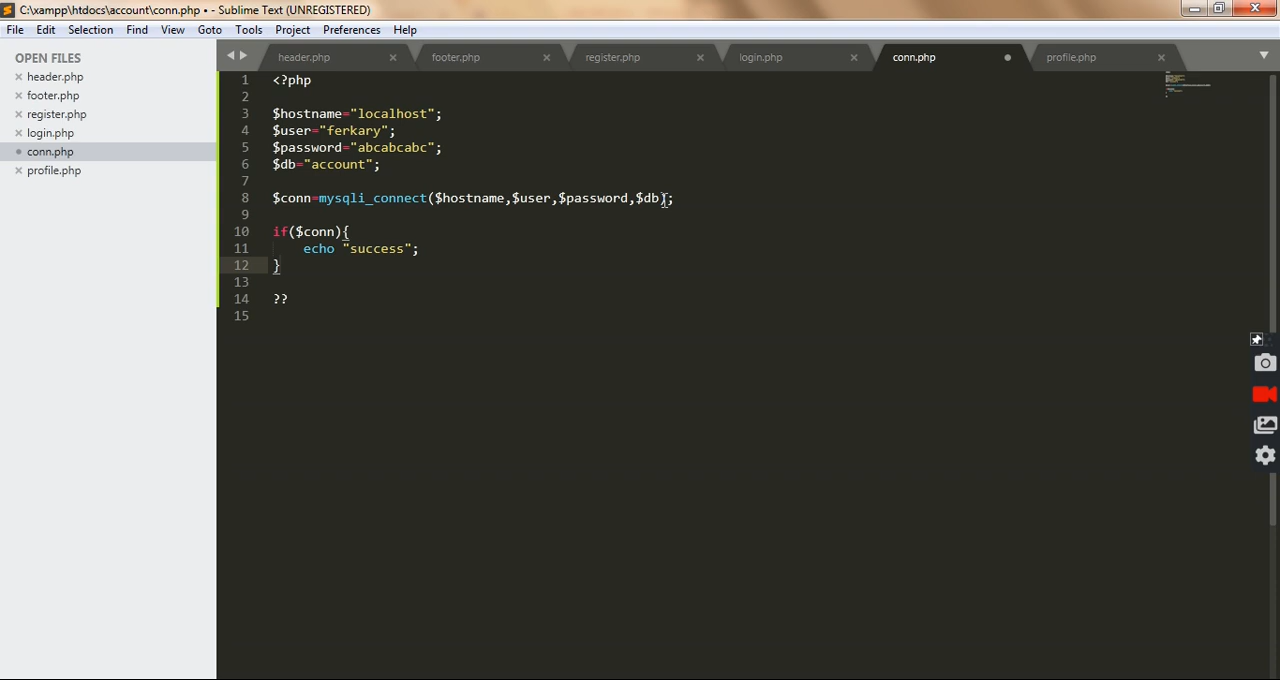 C:\xampp\htdocs\account\conn.php • - Sublime Text (UNREGISTERED)
File Edit Selection Find View Goto Tools Project Preferences Help
OPEN FILES
header.php
footer.php
register.php
login.php
conn.php
profile.php
header.php footer.php register.php login.php conn.php profile.php
1 <?php
2
3 $hostname="localhost";
4 $user="ferkary";
5 $password="abcabcabc";
6 $db="account";
7
8 $conn=mysqli_connect($hostname,$user,$password,$db);
9
10 if($conn){
11 echo "success";
12 }
13
14 ??
15